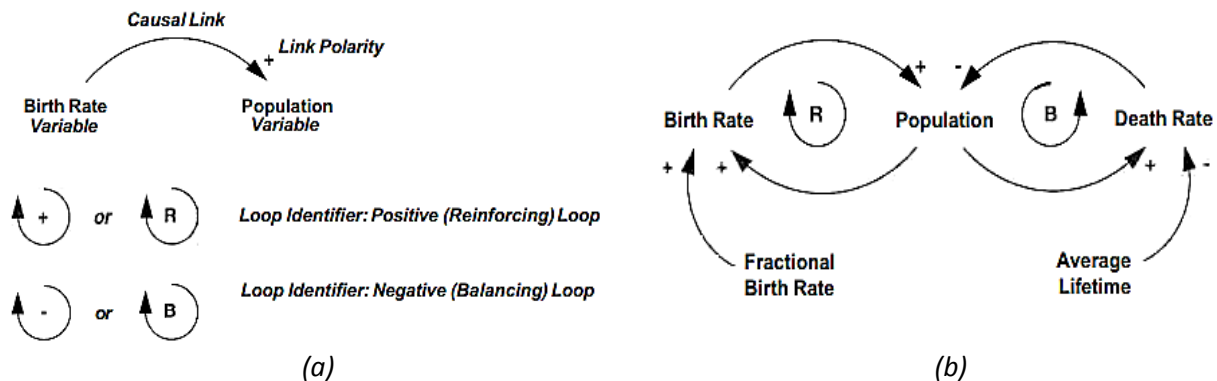 Causal Link
+ Link Polarity
Birth Rate
Variable
Population
Variable
+ or R Loop Identifier: Positive (Reinforcing) Loop
- or B Loop Identifier: Negative (Balancing) Loop
(a)
+ -
Birth Rate R Population B Death Rate
+ + + -
Fractional
Birth Rate
Average
Lifetime
(b)